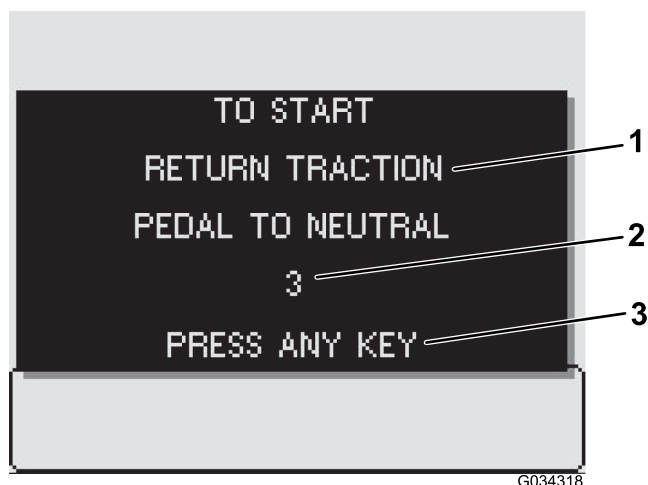 TO START
RETURN TRACTION
1
PEDAL TO NEUTRAL
2
3
3
PRESS ANY KEY
G034318